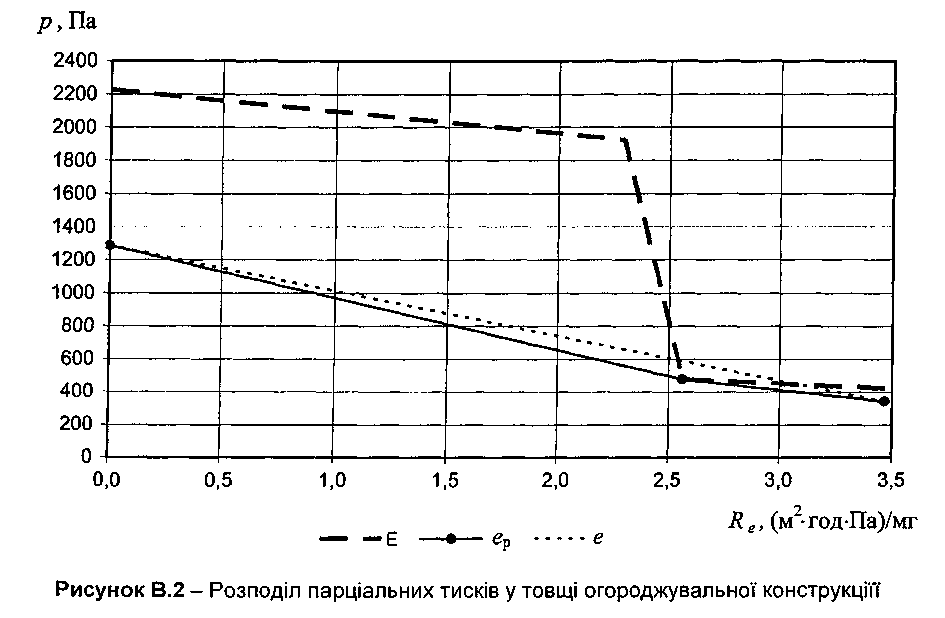 p, Па
2400
2200
2000
1800
1600
1400
1200
1000
800
600
400
200
0
0,0 0,5 1,0 1,5 2,0 2,5 3,0 3,5
R e, (м²·год·Па)/мг
E eр e
Рисунок В.2 – Розподіл парціальних тисків у товщі огороджувальної конструкціїї